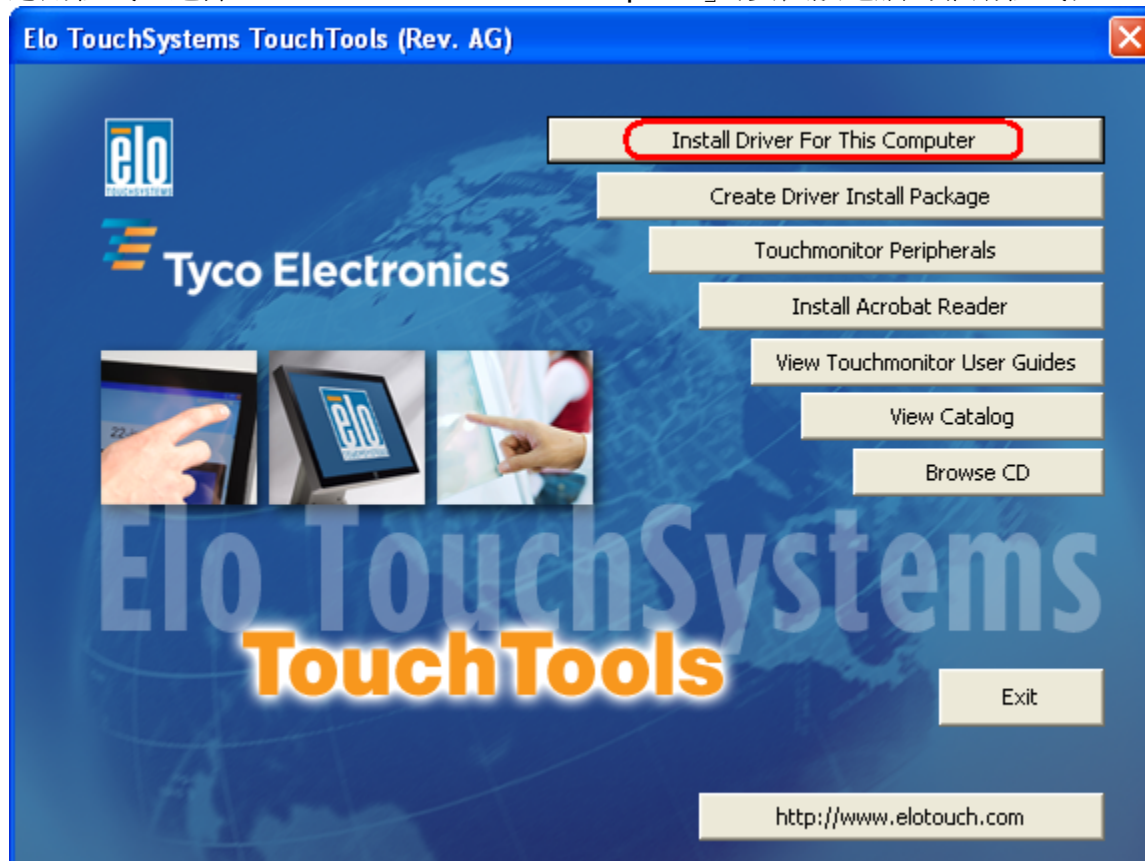 Elo TouchSystems TouchTools (Rev. AG)
elo
TOUCHSYSTEMS
Install Driver For This Computer
Create Driver Install Package
Tyco Electronics
Touchmonitor Peripherals
Install Acrobat Reader
View Touchmonitor User Guides
elo
View Catalog
Browse CD
Elo TouchSystems
TouchTools
Exit
http://www.elotouch.com